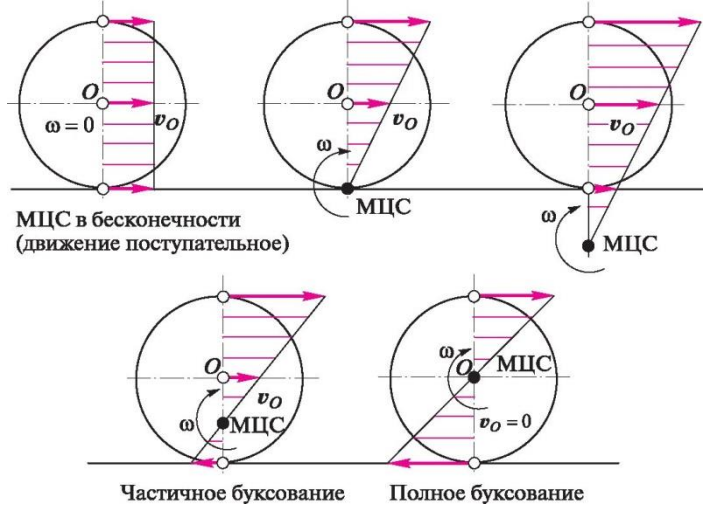 O
ω = 0
v_O
МЦС в бесконечности
(движение поступательное)
O
v_O
ω
МЦС
O
v_O
ω
МЦС
O
v_O
ω
МЦС
Частичное буксование
ω
O
МЦС
v_O = 0
Полное буксование